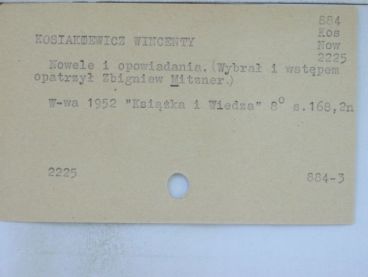 884
Kos
Now
2225
KOSIAKIEWICZ WINCENTY
Nowele i opowiadania.(Wybrał i wstępem
opatrzył Zbigniew Mitzner.)
W-wa 1952 "Książka i Wiedza" 8° s.168,2n
2225
884-3